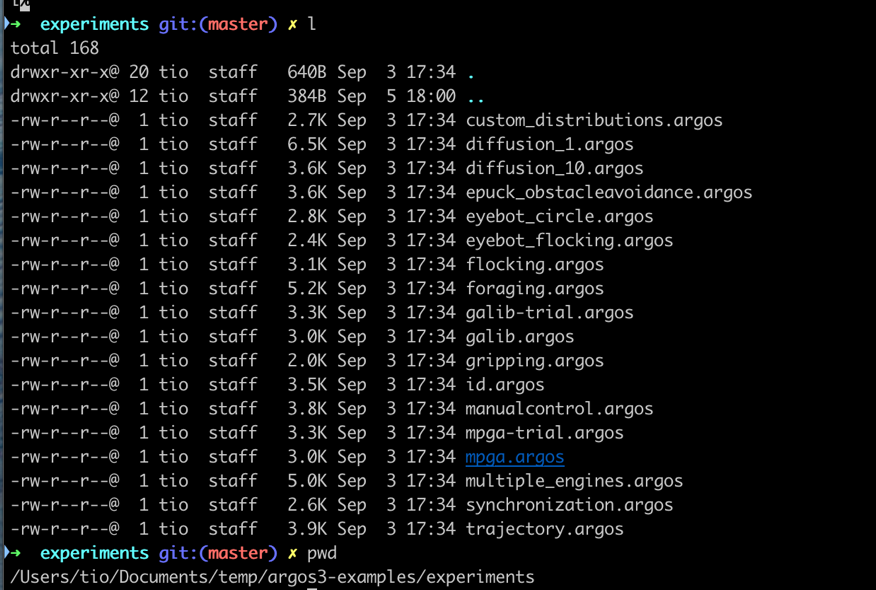 ➜ experiments git:(master) ✗ l
total 168
drwxr-xr-x@ 20 tio staff 640B Sep 3 17:34 .
drwxr-xr-x@ 12 tio staff 384B Sep 5 18:00 ..
-rw-r--r--@ 1 tio staff 2.7K Sep 3 17:34 custom_distributions.argos
-rw-r--r--@ 1 tio staff 6.5K Sep 3 17:34 diffusion_1.argos
-rw-r--r--@ 1 tio staff 3.6K Sep 3 17:34 diffusion_10.argos
-rw-r--r--@ 1 tio staff 3.6K Sep 3 17:34 epuck_obstacleavoidance.argos
-rw-r--r--@ 1 tio staff 2.8K Sep 3 17:34 eyebot_circle.argos
-rw-r--r--@ 1 tio staff 2.4K Sep 3 17:34 eyebot_flocking.argos
-rw-r--r--@ 1 tio staff 3.1K Sep 3 17:34 flocking.argos
-rw-r--r--@ 1 tio staff 5.2K Sep 3 17:34 foraging.argos
-rw-r--r--@ 1 tio staff 3.3K Sep 3 17:34 galib-trial.argos
-rw-r--r--@ 1 tio staff 3.0K Sep 3 17:34 galib.argos
-rw-r--r--@ 1 tio staff 2.0K Sep 3 17:34 gripping.argos
-rw-r--r--@ 1 tio staff 3.5K Sep 3 17:34 id.argos
-rw-r--r--@ 1 tio staff 3.8K Sep 3 17:34 manualcontrol.argos
-rw-r--r--@ 1 tio staff 3.3K Sep 3 17:34 mpga-trial.argos
-rw-r--r--@ 1 tio staff 3.0K Sep 3 17:34 mpga.argos
-rw-r--r--@ 1 tio staff 5.0K Sep 3 17:34 multiple_engines.argos
-rw-r--r--@ 1 tio staff 2.6K Sep 3 17:34 synchronization.argos
-rw-r--r--@ 1 tio staff 3.9K Sep 3 17:34 trajectory.argos
➜ experiments git:(master) ✗ pwd
/Users/tio/Documents/temp/argos3-examples/experiments